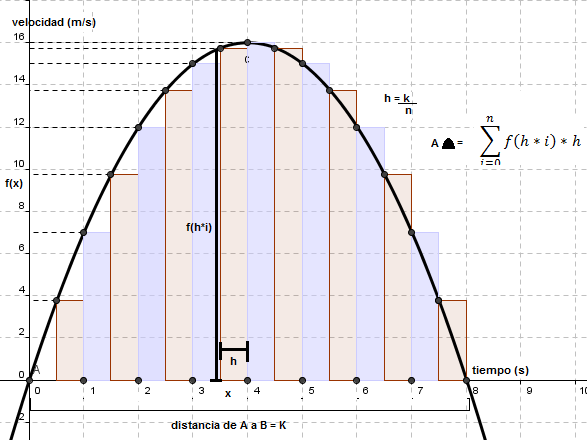 velocidad (m/s)
16
14
12
10
8
6
4
2
0
2
f(x)
A
C
f(h*i)
h
x
h = k
n
A = n
∑ f(h * i) * h
i=0
tiempo (s)
0 1 2 3 4 5 6 7 8 9 10
distancia de A a B = K